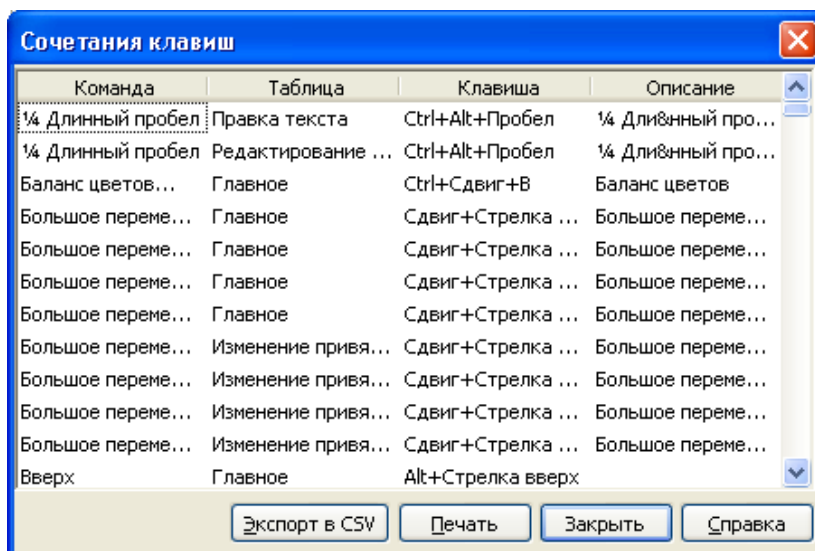 Сочетания клавиш
Команда Таблица Клавиша Описание
¼ Длинный пробел Правка текста Ctrl+Alt+Пробел ¼ Дли&нный про...
¼ Длинный пробел Редактирование ... Ctrl+Alt+Пробел ¼ Дли&нный про...
Баланс цветов... Главное Ctrl+Сдвиг+B Баланс цветов
Большое переме... Главное Сдвиг+Стрелка ... Большое переме...
Большое переме... Главное Сдвиг+Стрелка ... Большое переме...
Большое переме... Главное Сдвиг+Стрелка ... Большое переме...
Большое переме... Главное Сдвиг+Стрелка ... Большое переме...
Большое переме... Изменение привя... Сдвиг+Стрелка ... Большое переме...
Большое переме... Изменение привя... Сдвиг+Стрелка ... Большое переме...
Большое переме... Изменение привя... Сдвиг+Стрелка ... Большое переме...
Большое переме... Изменение привя... Сдвиг+Стрелка ... Большое переме...
Вверх Главное Alt+Стрелка вверх
Экспорт в CSV Печать Закрыть Справка